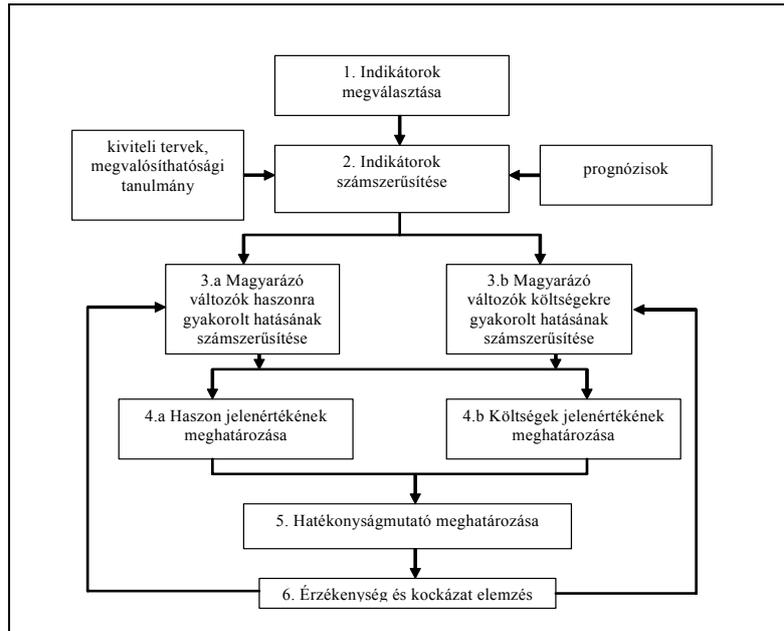 1. Indikátorok
megválasztása
kiviteli tervek,
megvalósíthatósági
tanulmány
2. Indikátorok
számszerűsítése
prognózisok
3.a Magyarázó
változók haszonra
gyakorolt hatásának
számszerűsítése
3.b Magyarázó
változók költségekre
gyakorolt hatásának
számszerűsítése
4.a Haszon jelenértékének
meghatározása
4.b Költségek jelenértékének
meghatározása
5. Hatékonyságmutató meghatározása
6. Érzékenység és kockázat elemzés